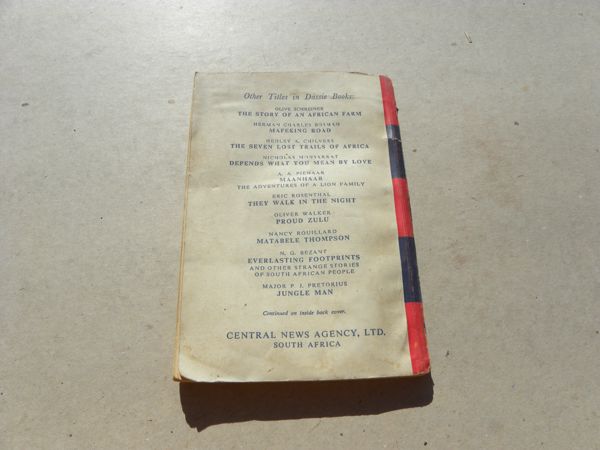 Other Titles in Dassie Books:
OLIVE SCHREINER
THE STORY OF AN AFRICAN FARM
HERMAN CHARLES BOSMAN
MAFEKING ROAD
HEDLEY A. CHILVERS
THE SEVEN LOST TRAILS OF AFRICA
NICHOLAS MONSARRAT
DEPENDS WHAT YOU MEAN BY LOVE
A. A. PIENAAR
MAANHAAR
THE ADVENTURES OF A LION FAMILY
ERIC ROSENTHAL
THEY WALK IN THE NIGHT
OLIVER WALKER
PROUD ZULU
NANCY ROUILLARD
MATABELE THOMPSON
N. G. BEZANT
EVERLASTING FOOTPRINTS
AND OTHER STRANGE STORIES
OF SOUTH AFRICAN PEOPLE
MAJOR P. J. PRETORIUS
JUNGLE MAN
Continued on inside back cover.
CENTRAL NEWS AGENCY, LTD.
SOUTH AFRICA